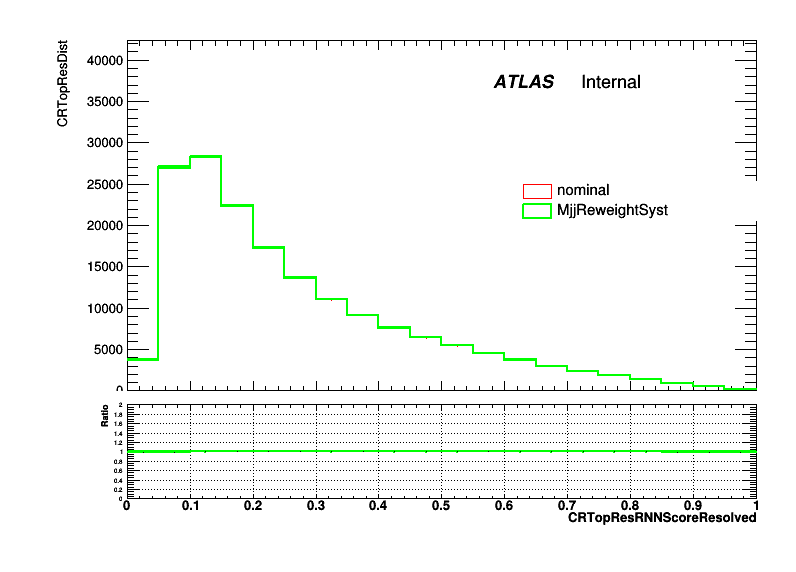 CRTopResDist
40000
35000
30000
25000
20000
15000
10000
5000
0
ATLAS Internal
nominal
MjjReweightSyst
Ratio
2
1.8
1.6
1.4
1.2
1
0.8
0.6
0.4
0.2
0
0 0.1 0.2 0.3 0.4 0.5 0.6 0.7 0.8 0.9 1
CRTopResRNNScoreResolved